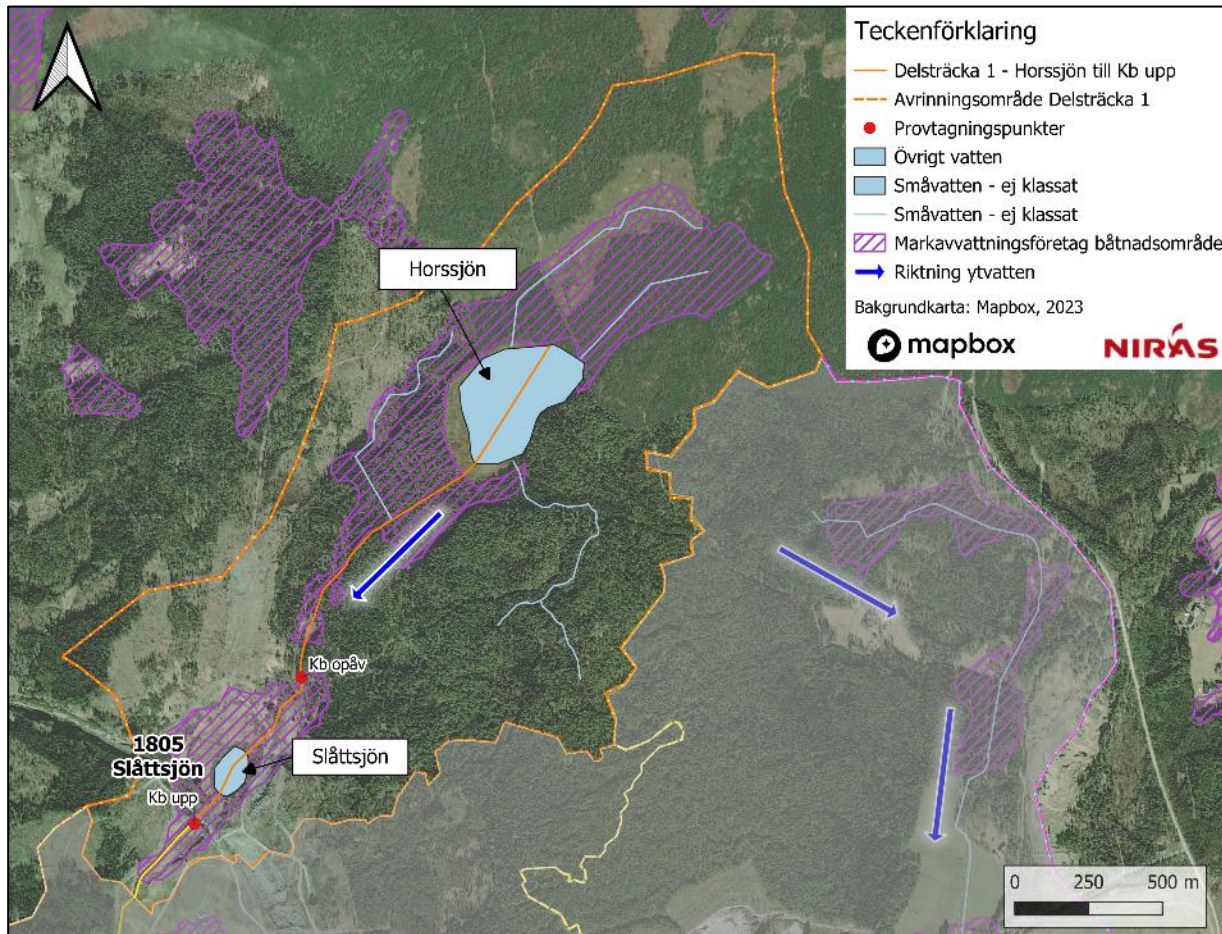 Teckenförklaring
Delsträcka 1 - Horssjön till Kb upp
Avrinningsområde Delsträcka 1
Provtagningspunkter
Övrigt vatten
Småvatten - ej klassat
Småvatten - ej klassat
Markavvattningsföretag båtnadsområde
Riktning ytvatten
Bakgrundkarta: Mapbox, 2023
mapbox
NIRAS
Horssjön
Kb opåv
1805
Slåttsjön
Slåttsjön
Kb upp
0 250 500 m